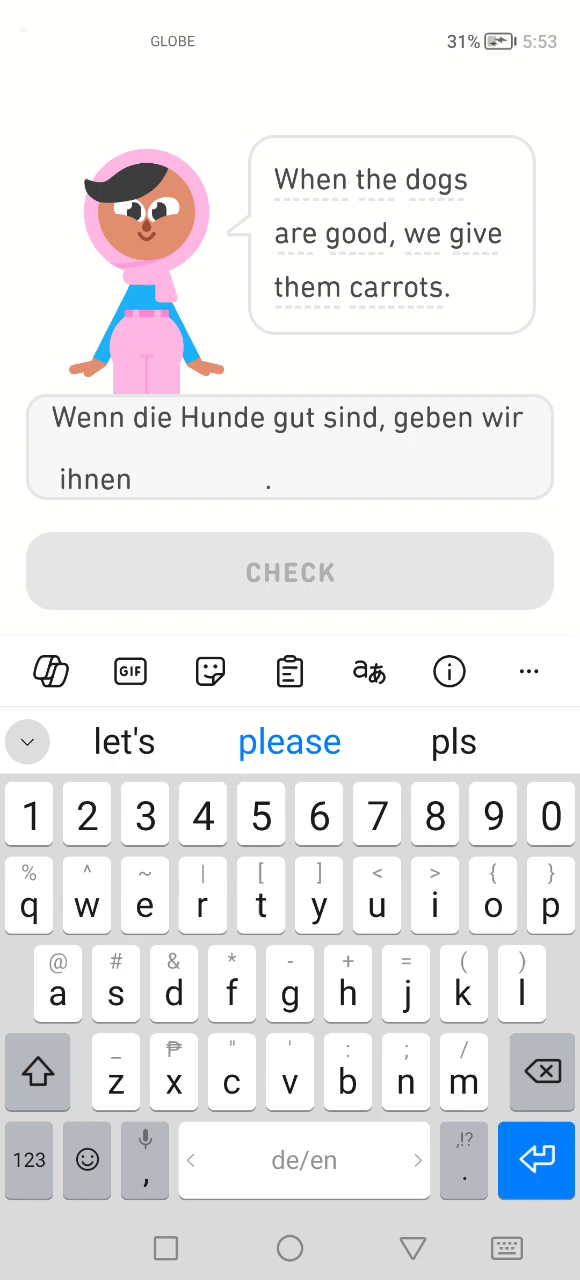 GLOBE 31% 5:53
When the dogs
are good, we give
them carrots.
Wenn die Hunde gut sind, geben wir
ihnen .
CHECK
GIF aあ i ...
let's please pls
1 2 3 4 5 6 7 8 9 0
% ^ ~ | [ ] < > { }
q w e r t y u i o p
@ # & * - + = ( )
a s d f g h j k l
_ ₱ " ' : ; /
z x c v b n m
,!?
123 , < de/en > .